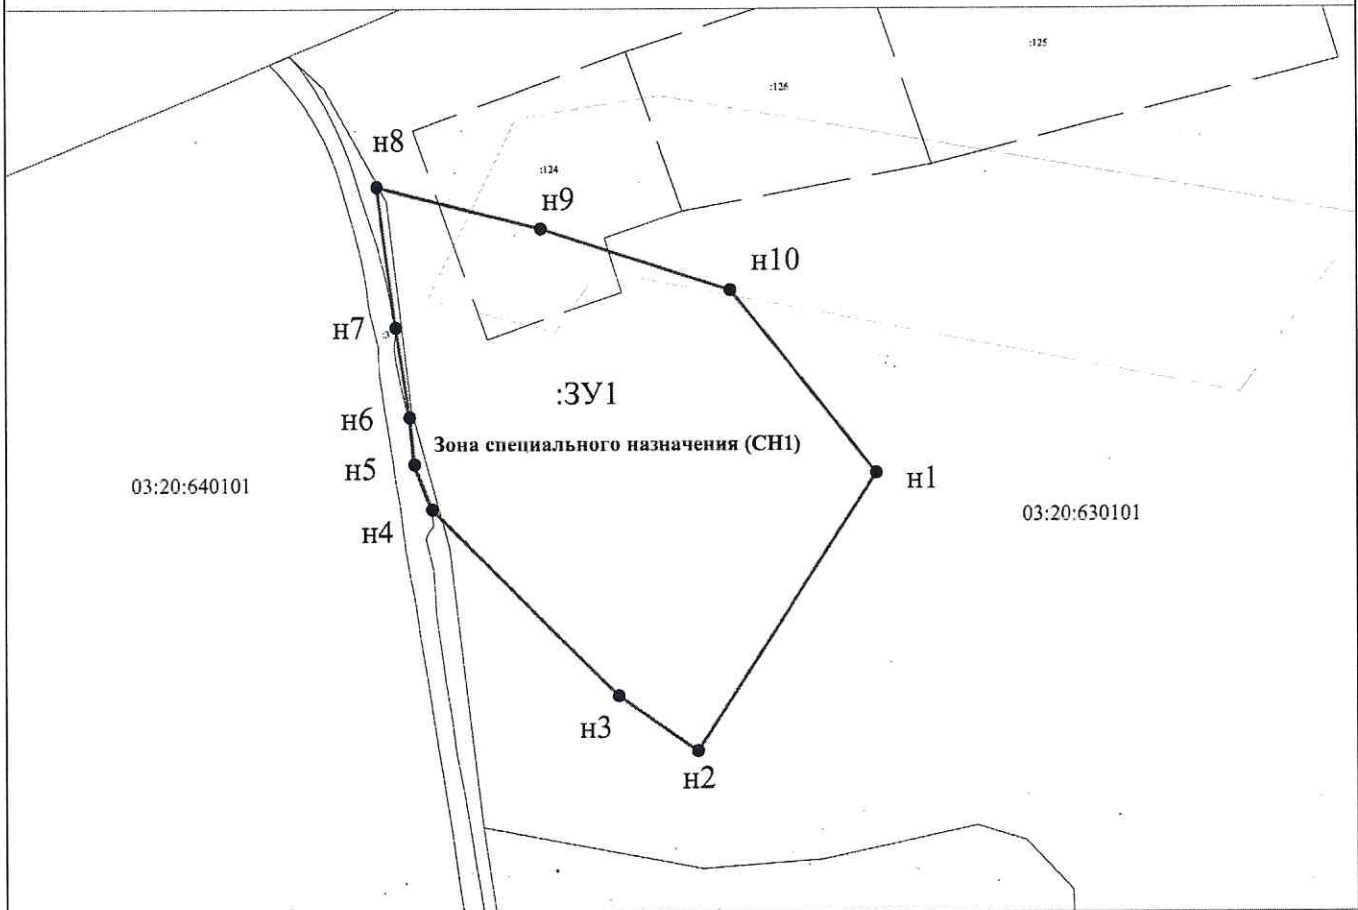 :125
:126
н8
:124
н9
н10
н7
:ЗУ1
н6
Зона специального назначения (СН1)
н5
н1
03:20:640101
03:20:630101
н4
н3
н2